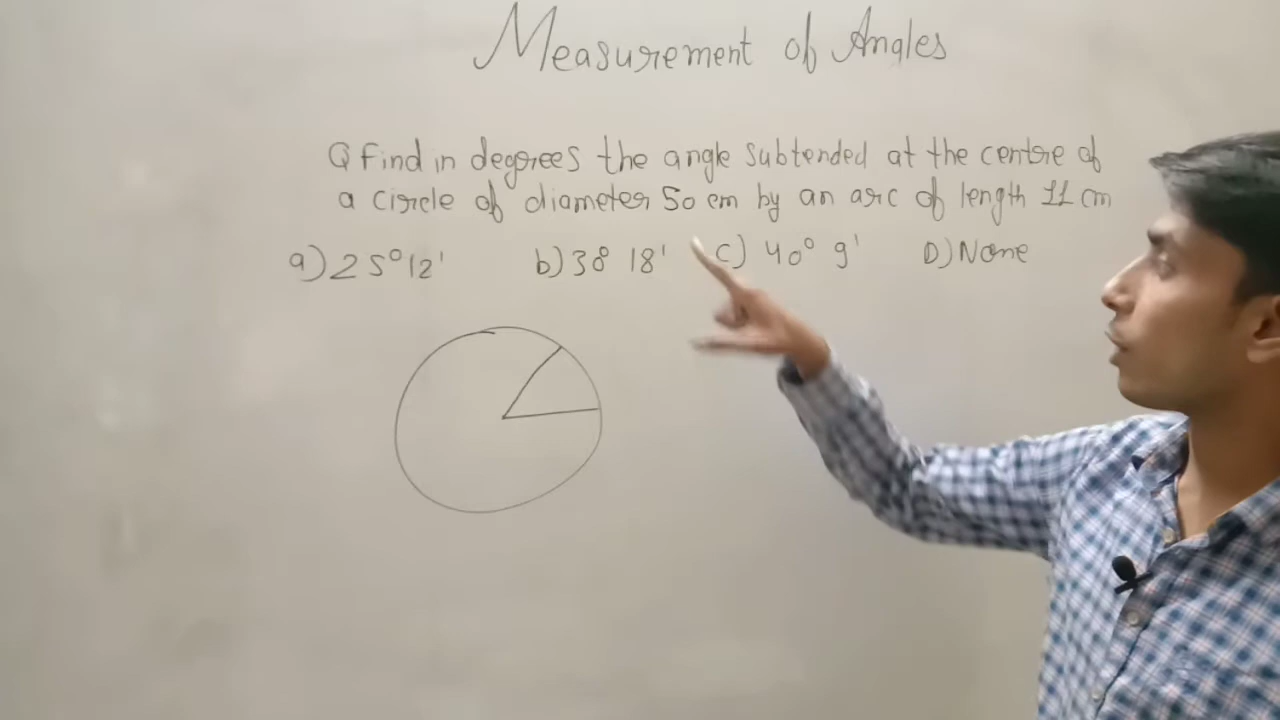 Measurement of Angles
Q Find in degrees the angle subtended at the centre of
a circle of diameter 50 cm by an arc of length 11 cm
a) 25° 12' b) 38 18' c) 40° 9' D) None